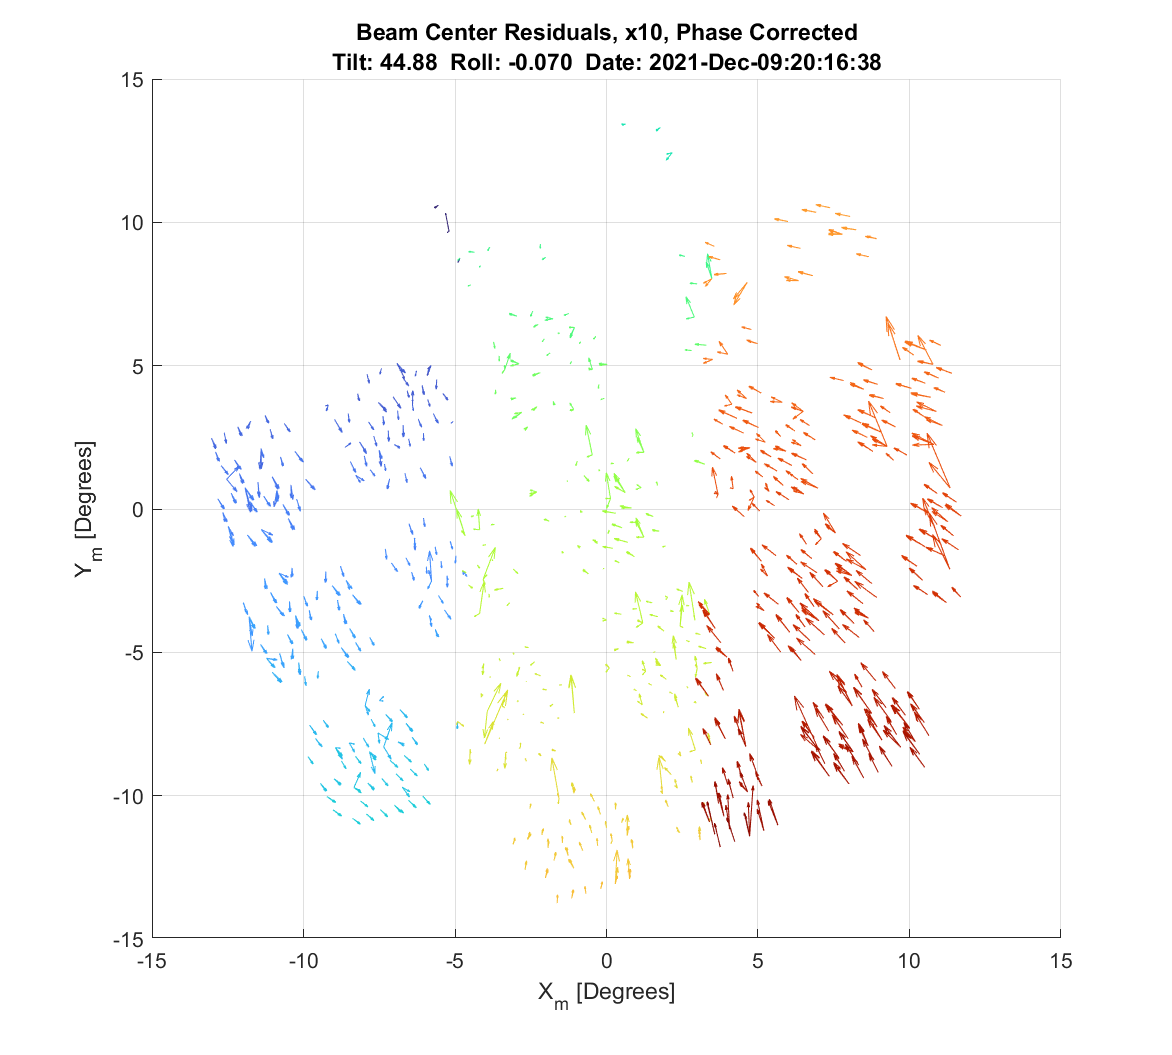 Beam Center Residuals, x10, Phase Corrected
Tilt: 44.88 Roll: -0.070 Date: 2021-Dec-09:20:16:38
15
10
5
0
-5
-10
-15
Y_m [Degrees]
-15 -10 -5 0 5 10 15
X_m [Degrees]